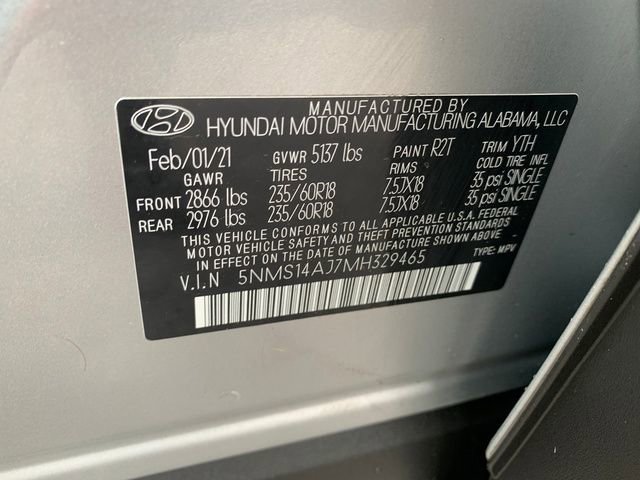 MANUFACTURED BY
HYUNDAI MOTOR MANUFACTURING ALABAMA, LLC
Feb/01/21 GVWR 5137 lbs PAINT R2T TRIM YTH
GAWR TIRES RIMS COLD TIRE INFL
FRONT 2866 lbs 235/60R18 7.5JX18 35 psi SINGLE
REAR 2976 lbs 235/60R18 7.5JX18 35 psi SINGLE
THIS VEHICLE CONFORMS TO ALL APPLICABLE U.S.A. FEDERAL
MOTOR VEHICLE SAFETY AND THEFT PREVENTION STANDARDS
IN EFFECT ON THE DATE OF MANUFACTURE SHOWN ABOVE.
V.I.N 5NMS14AJ7MH329465 TYPE: MPV